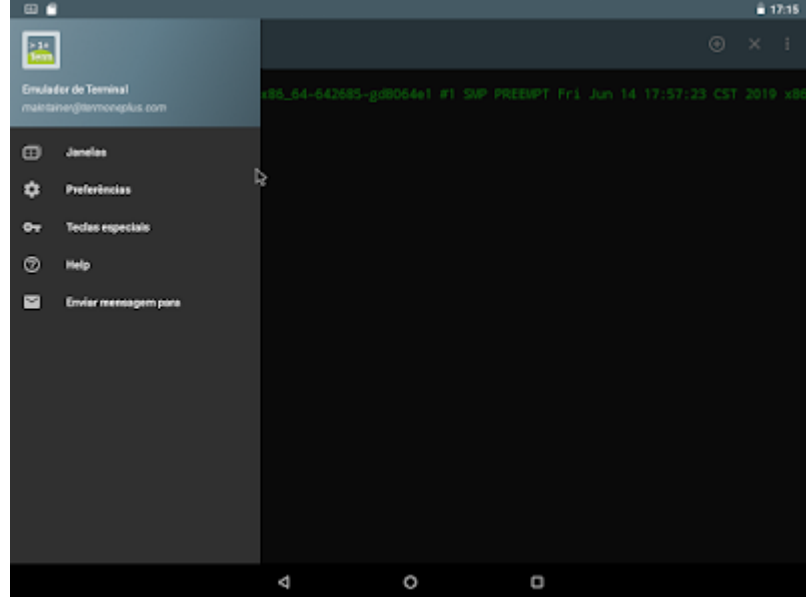 17:15
Emulador de Terminal
maintainer@termoneplus.com
x86_64-642685-gd8064e1 #1 SMP PREEMPT Fri Jun 14 17:57:23 CST 2019 x86
Janelas
Preferências
Teclas especiais
Help
Enviar mensagem para